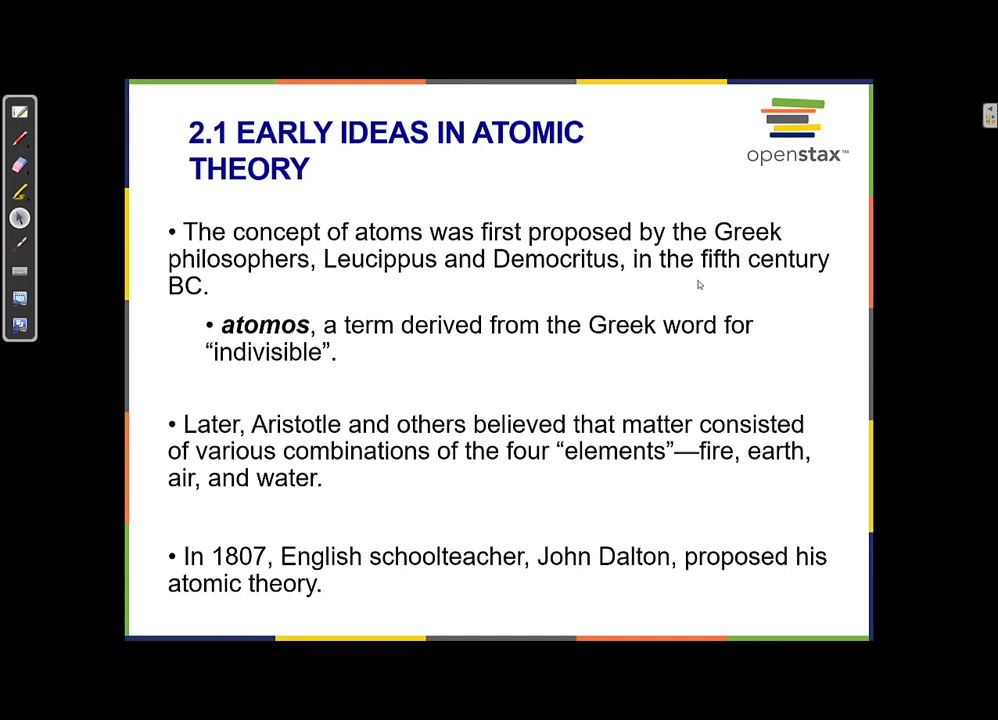 2.1 EARLY IDEAS IN ATOMIC
THEORY
openstax™
• The concept of atoms was first proposed by the Greek
philosophers, Leucippus and Democritus, in the fifth century
BC.
• atomos, a term derived from the Greek word for
“indivisible”.
• Later, Aristotle and others believed that matter consisted
of various combinations of the four “elements”—fire, earth,
air, and water.
• In 1807, English schoolteacher, John Dalton, proposed his
atomic theory.